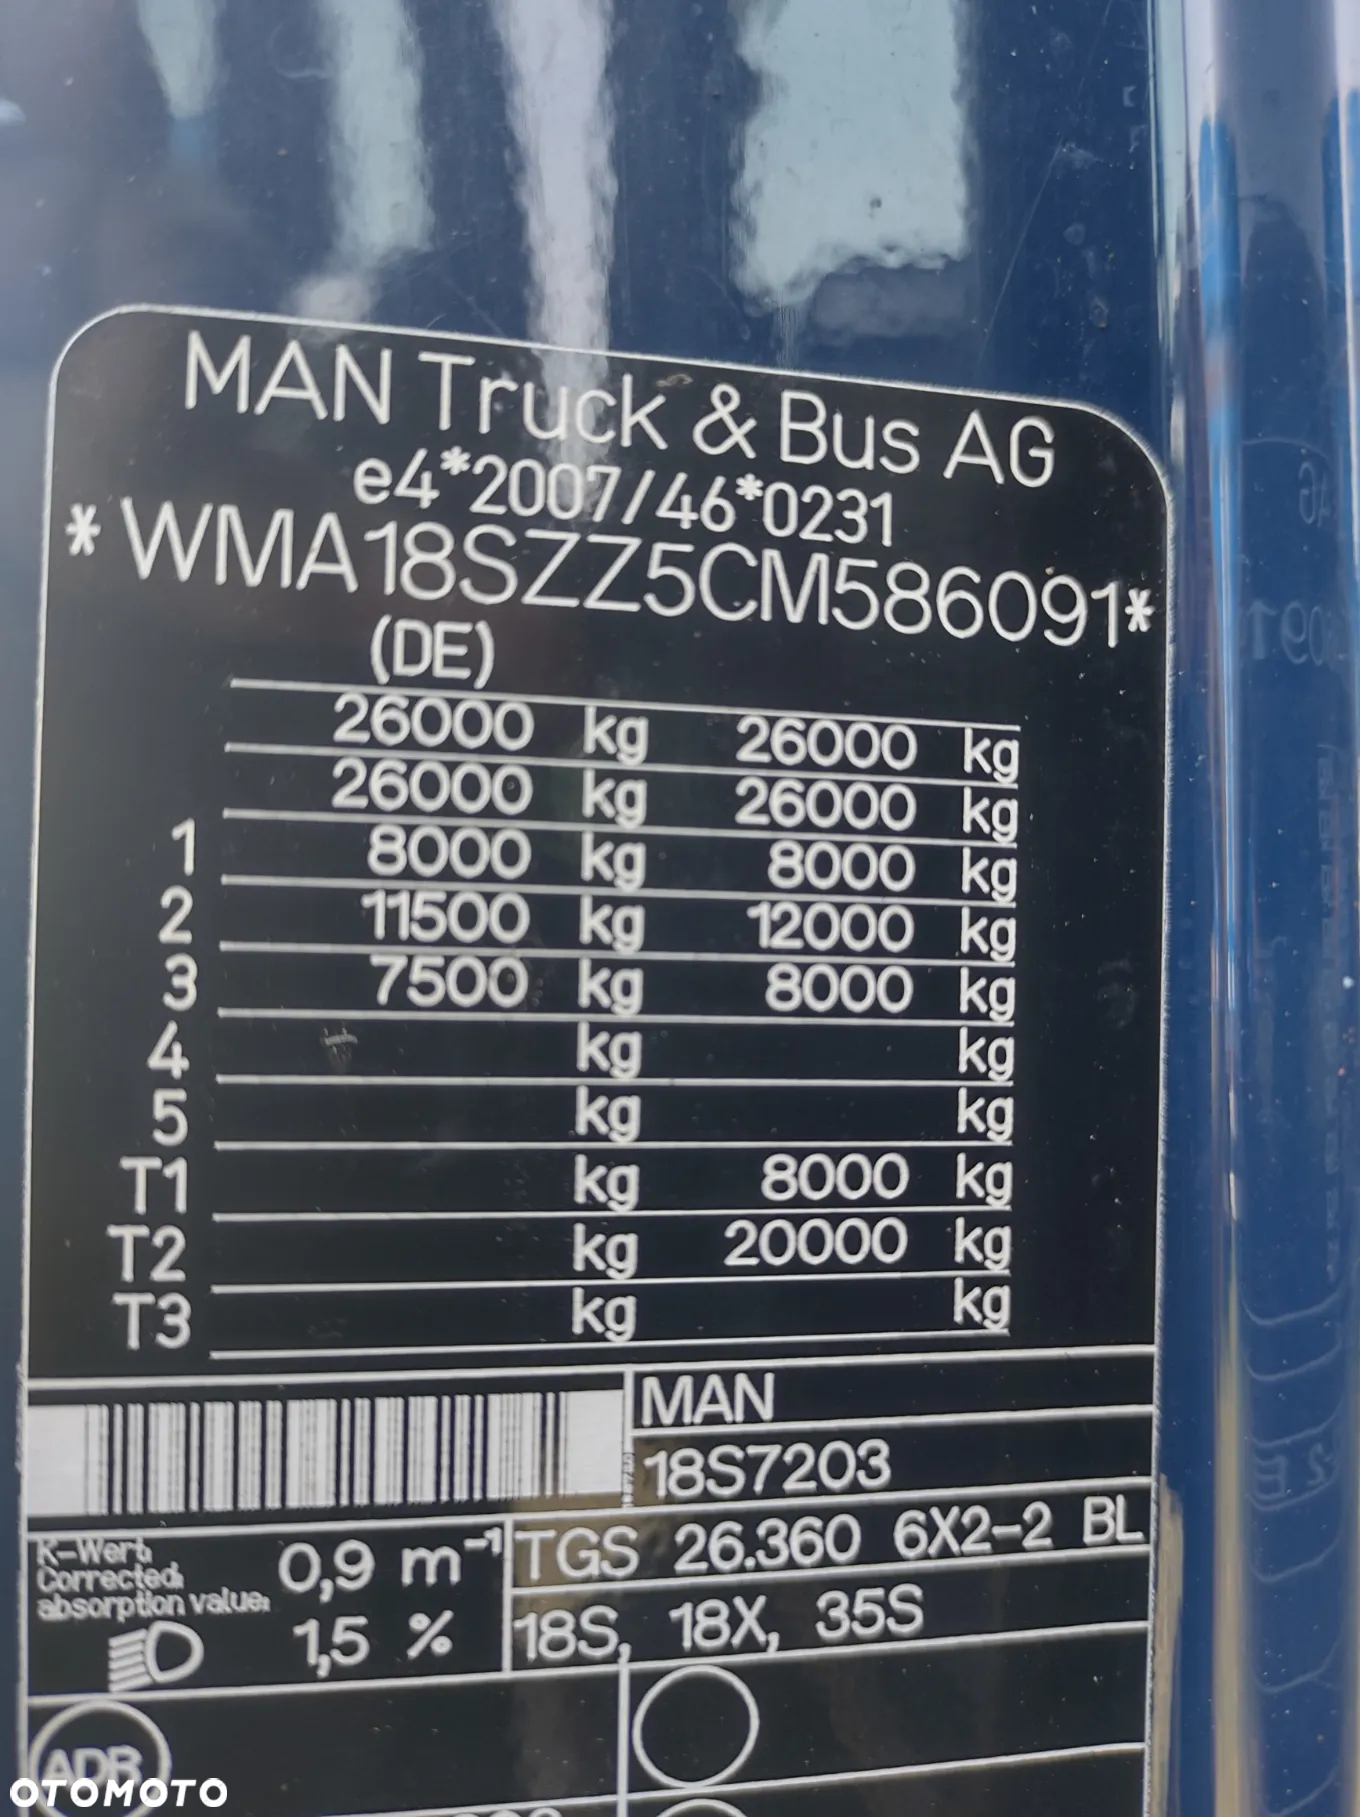 MAN Truck & Bus AG
e4*2007/46*0231
*WMA18SZZ5CM586091*
(DE)
26000 kg 26000 kg
26000 kg 26000 kg
1 8000 kg 8000 kg
2 11500 kg 12000 kg
3 7500 kg 8000 kg
4 kg kg
5 kg kg
T1 kg 8000 kg
T2 kg 20000 kg
T3 kg kg
MAN
18S7203
K-Wert:
Corrected
absorption value:
0,9 m⁻¹
1,5 %
TGS 26.360 6X2-2 BL
18S, 18X, 35S
ADR
OTOMOTO